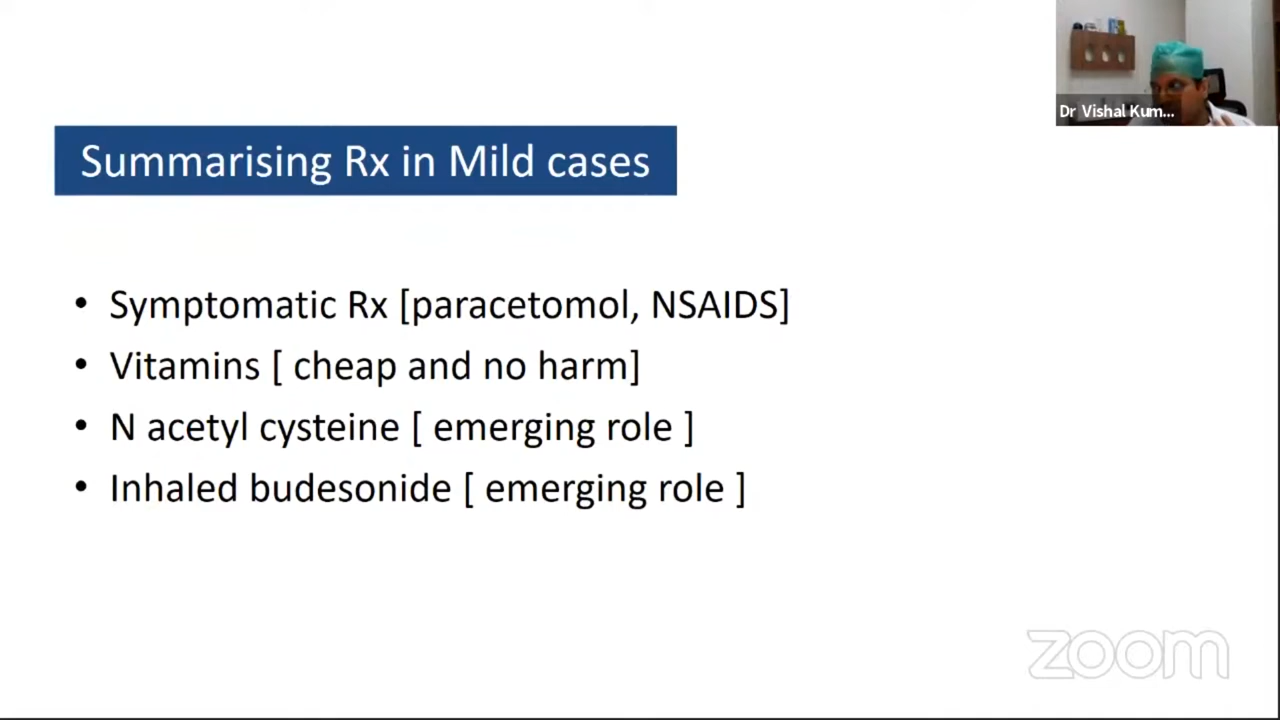 Dr Vishal Kum...
Summarising Rx in Mild cases
• Symptomatic Rx [paracetomol, NSAIDS]
• Vitamins [ cheap and no harm]
• N acetyl cysteine [ emerging role ]
• Inhaled budesonide [ emerging role ]
zoom